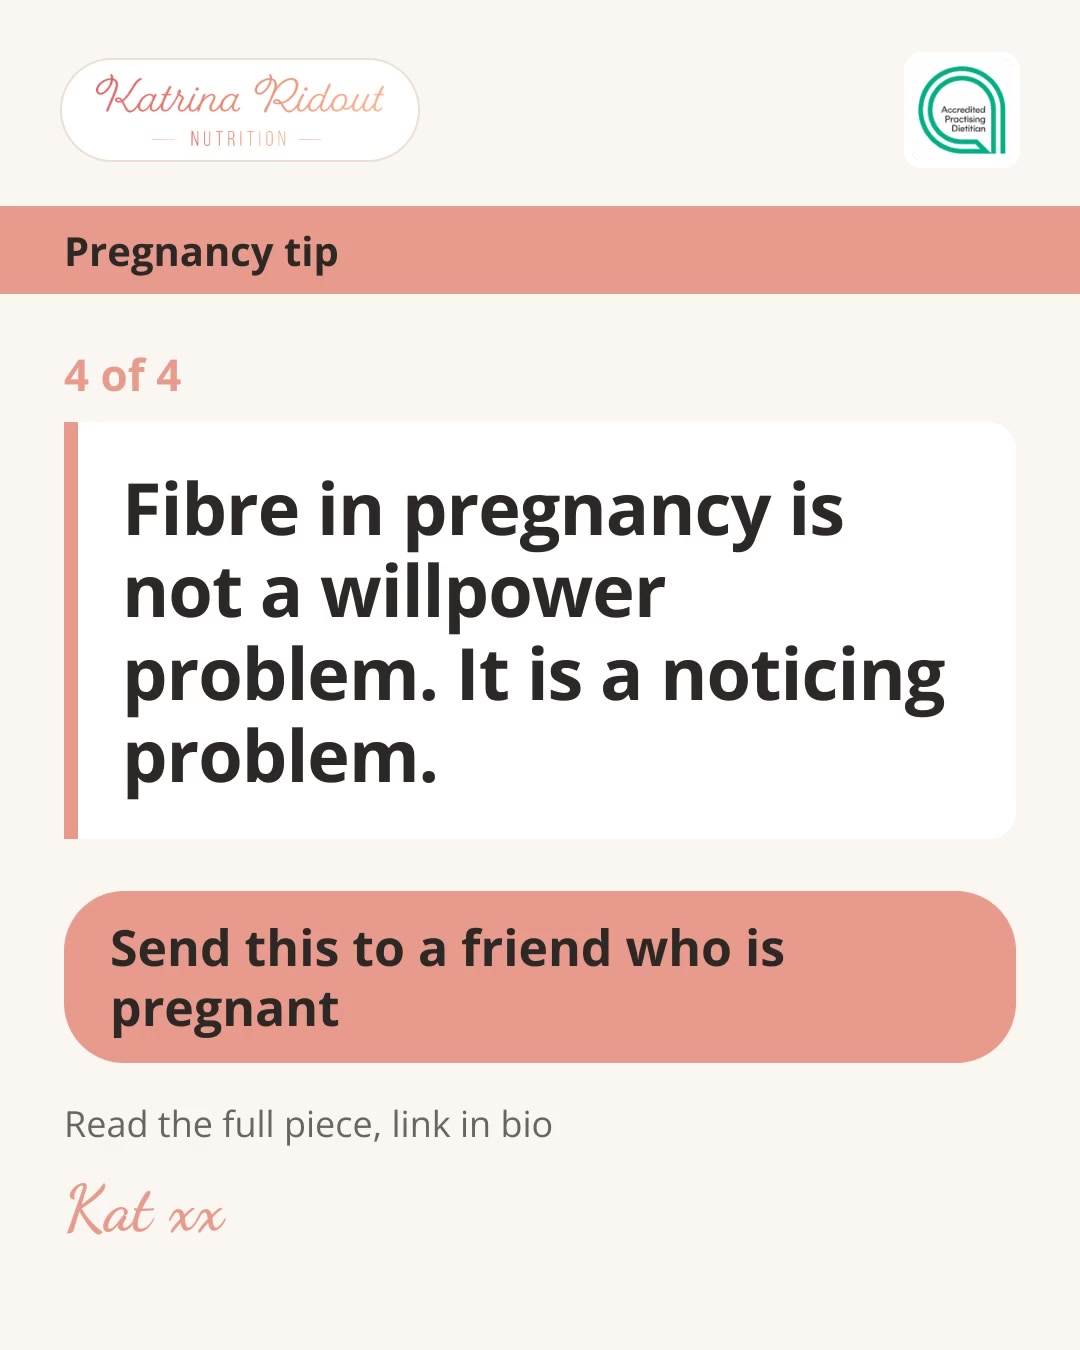 Katrina Ridout
NUTRITION
Accredited
Practising
Dietitian
Pregnancy tip
4 of 4
Fibre in pregnancy is
not a willpower
problem. It is a noticing
problem.
Send this to a friend who is
pregnant
Read the full piece, link in bio
Kat xx